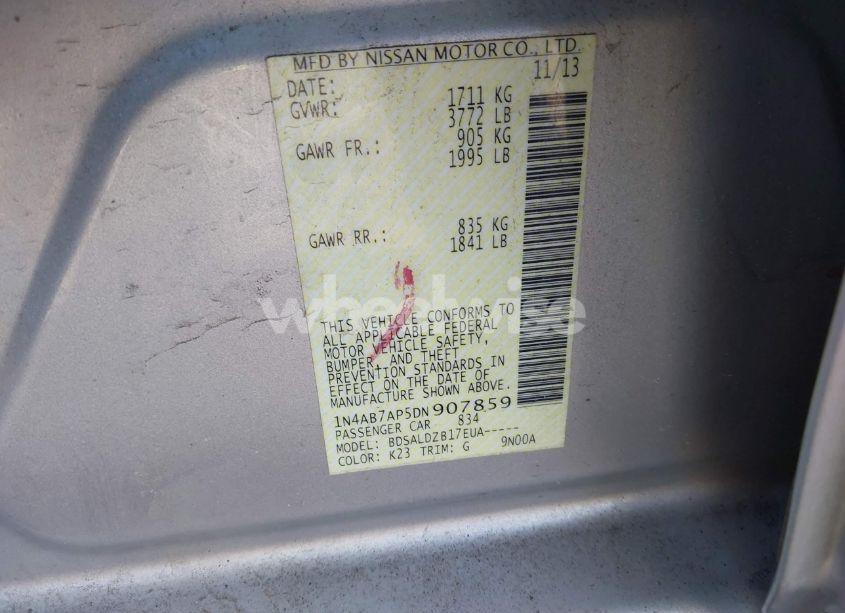 MFD BY NISSAN MOTOR CO., LTD.
DATE: 11/13
GVWR: 1711 KG
3772 LB
GAWR FR.: 905 KG
1995 LB
GAWR RR.: 835 KG
1841 LB
wheelwise
THIS VEHICLE CONFORMS TO
ALL APPLICABLE FEDERAL
MOTOR VEHICLE SAFETY,
BUMPER, AND THEFT
PREVENTION STANDARDS IN
EFFECT ON THE DATE OF
MANUFACTURE SHOWN ABOVE.
1N4AB7AP5DN907859
PASSENGER CAR 834
MODEL: BDSALDZB17EUA-----
COLOR: K23 TRIM: G 9N00A